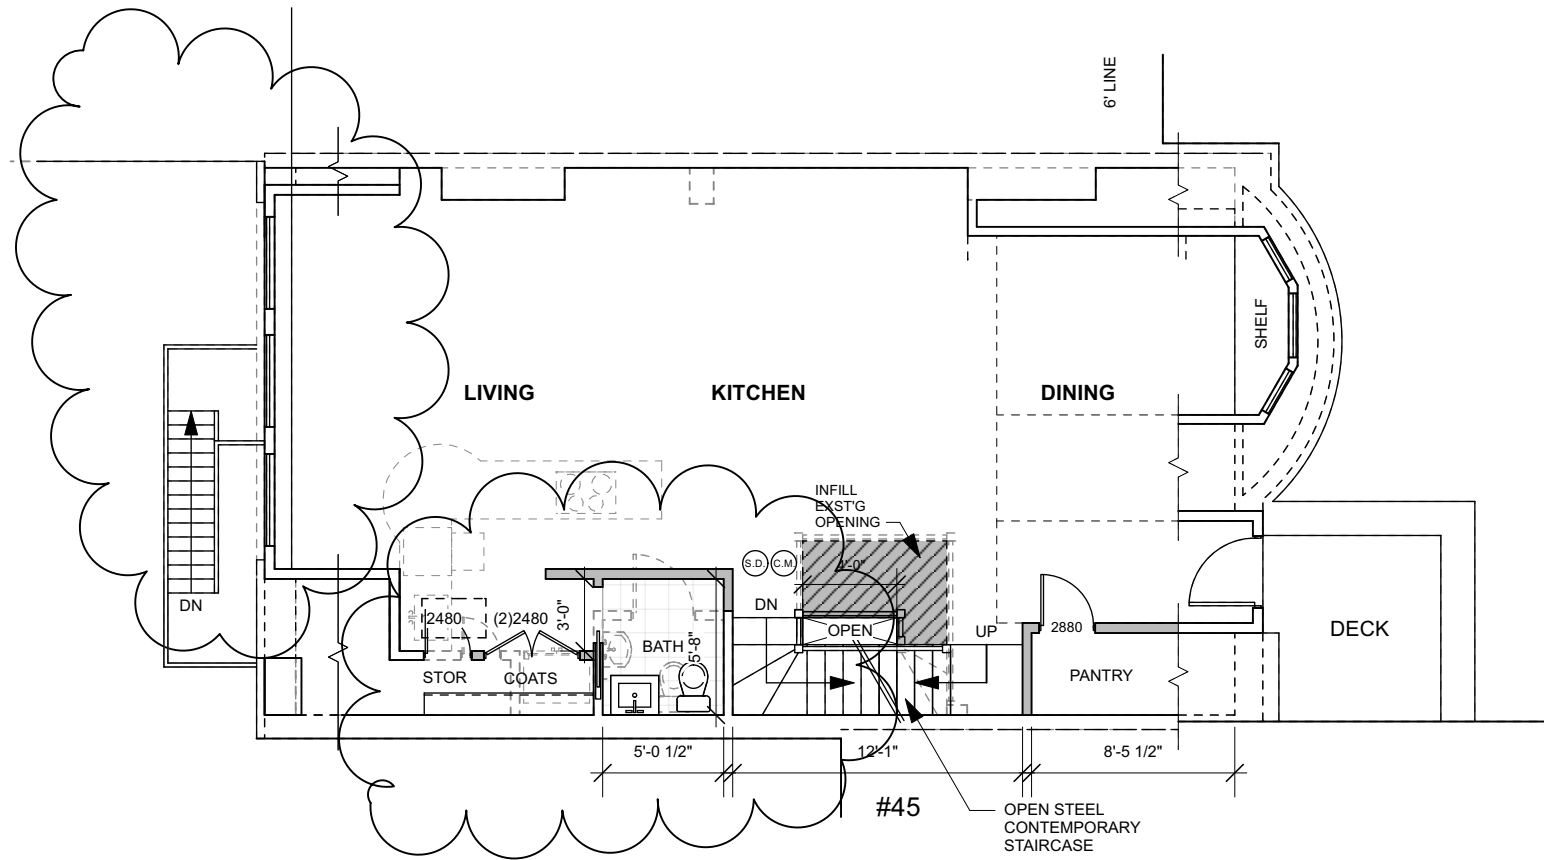 6' LINE
SHELF
LIVING
KITCHEN
DINING
INFILL
EXST'G
OPENING
S.D.
C.M.
4'-0"
DN
DN
2480
(2)2480
3'-0"
OPEN
UP
2880
DECK
BATH
5'-8"
STOR
COATS
PANTRY
5'-0 1/2"
12'-1"
8'-5 1/2"
#45
OPEN STEEL
CONTEMPORARY
STAIRCASE